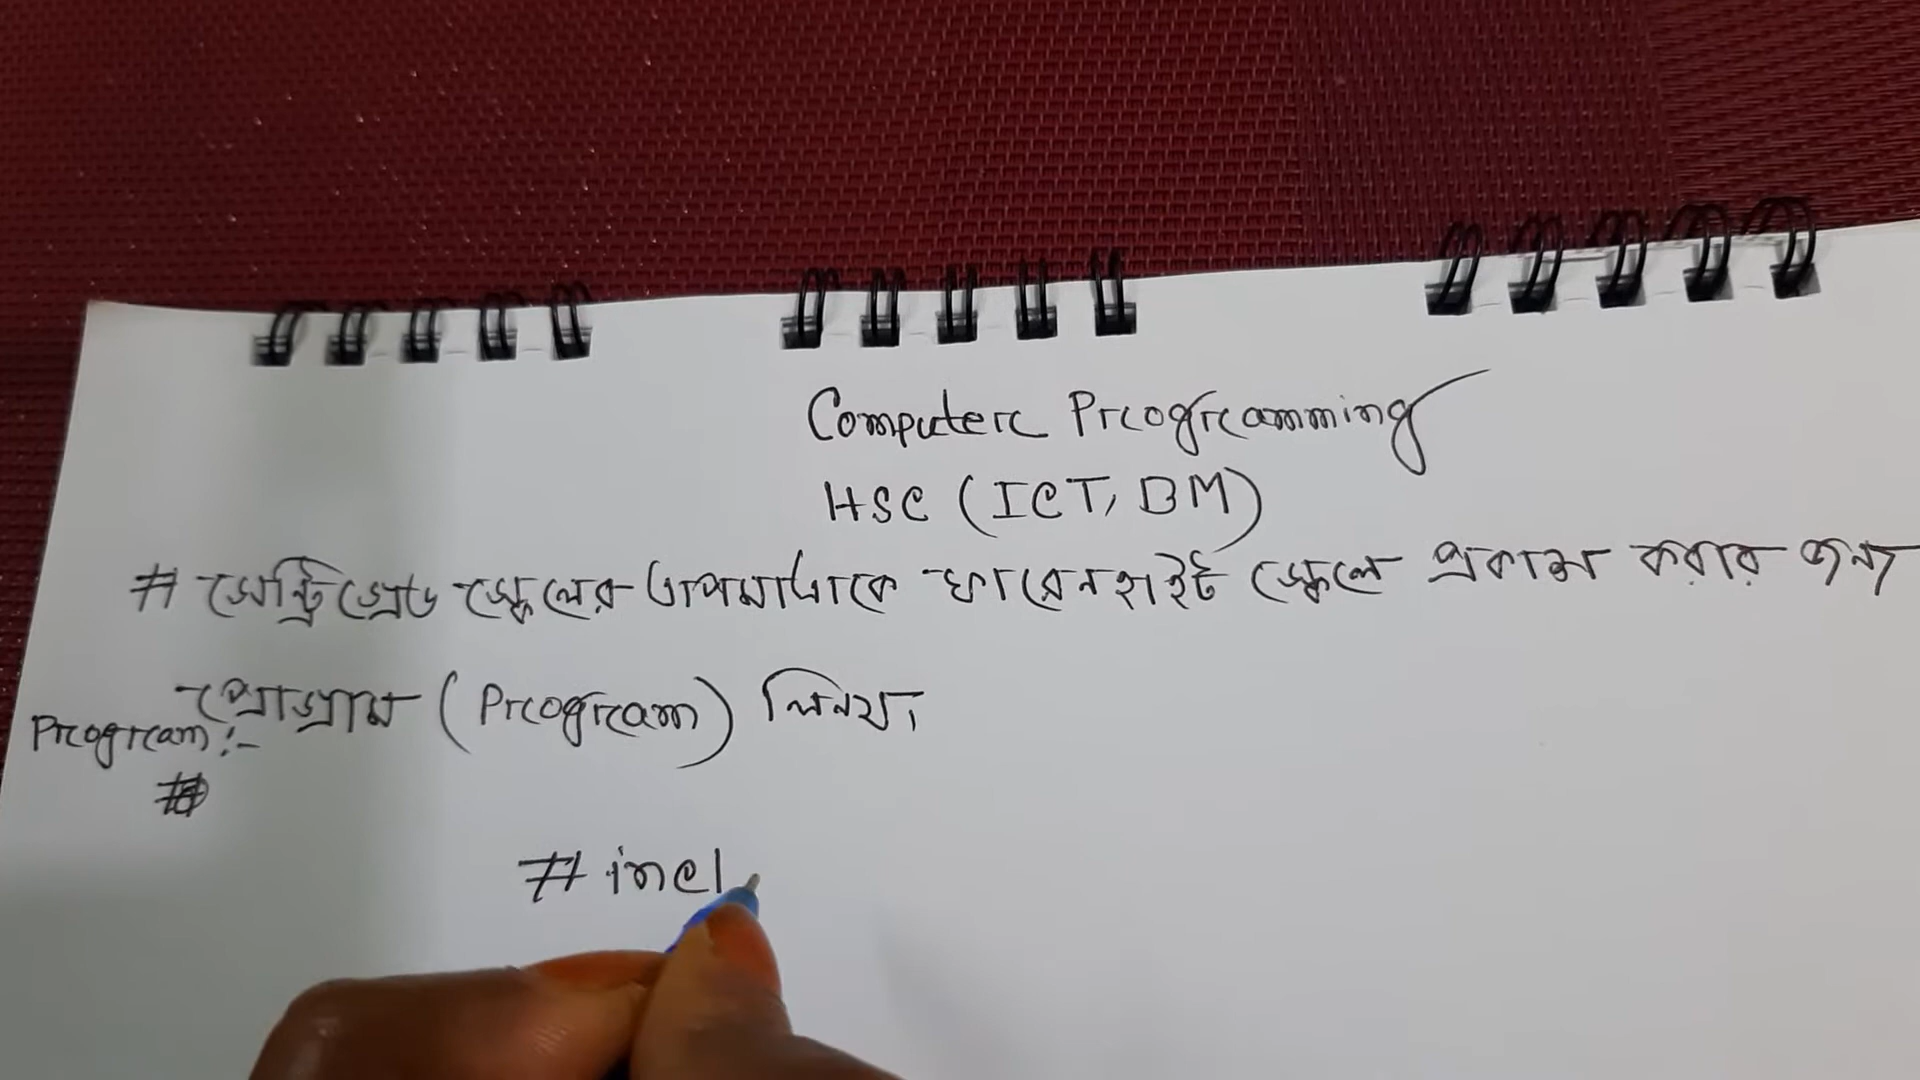 Computer Programming
HSC (ICT, BM)
# সেন্ট্রিগ্রেড স্কেলের তাপমাত্রাকে ফারেনহাইট স্কেলে প্রকাশ করার জন্য
প্রোগ্রাম (Program) লিখ।
Program:-
#
#incl